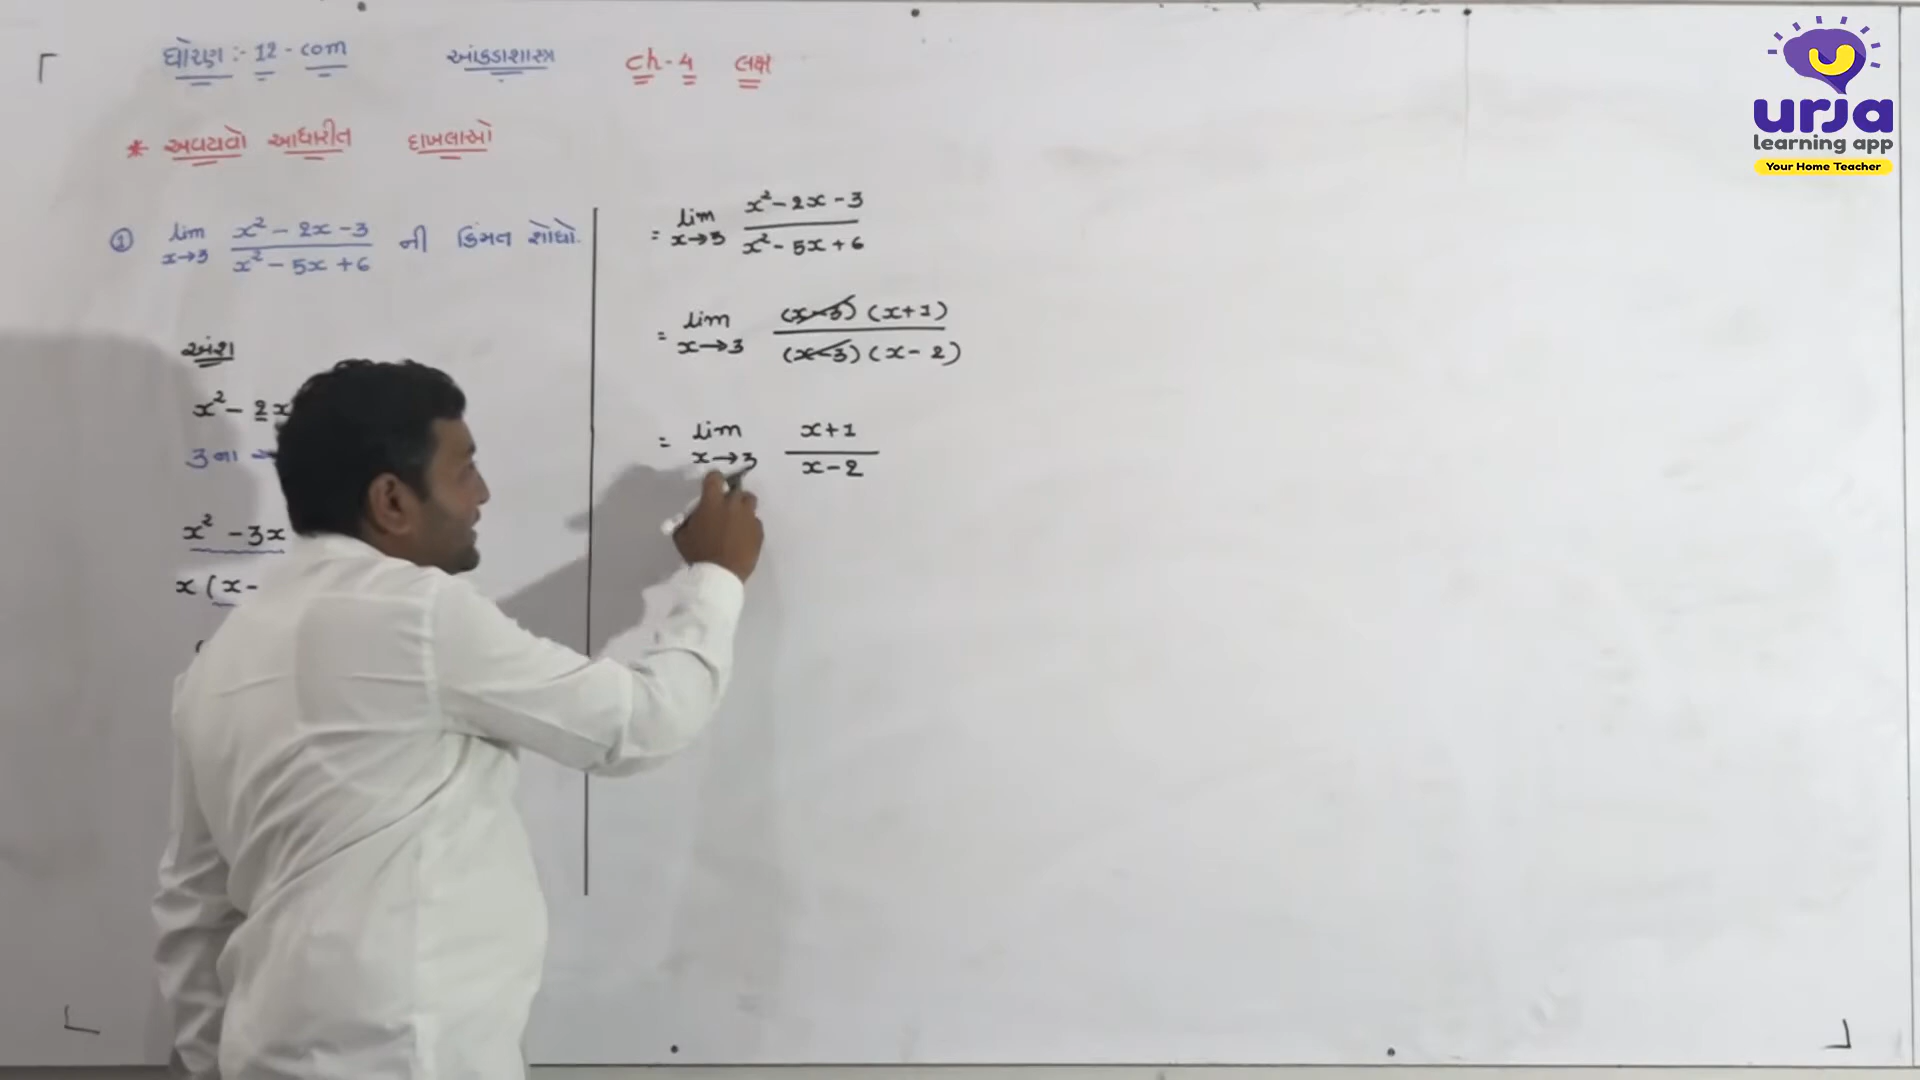 ધોરણ :- 12 - com આંકડાશાસ્ત્ર ch - 4 લક્ષ
* અવયવો આધારીત દાખલાઓ
① lim x→3 x² - 2x - 3 / x² - 5x + 6 ની કિંમત શોધો.
અંશ
x² - 2x
3 ના
x² - 3x
x (x -
= lim x→3 x² - 2x - 3 / x² - 5x + 6
= lim x→3 (x-3) (x+1) / (x-3) (x - 2)
= lim x→3 x+1 / x-2
urja
learning app
Your Home Teacher